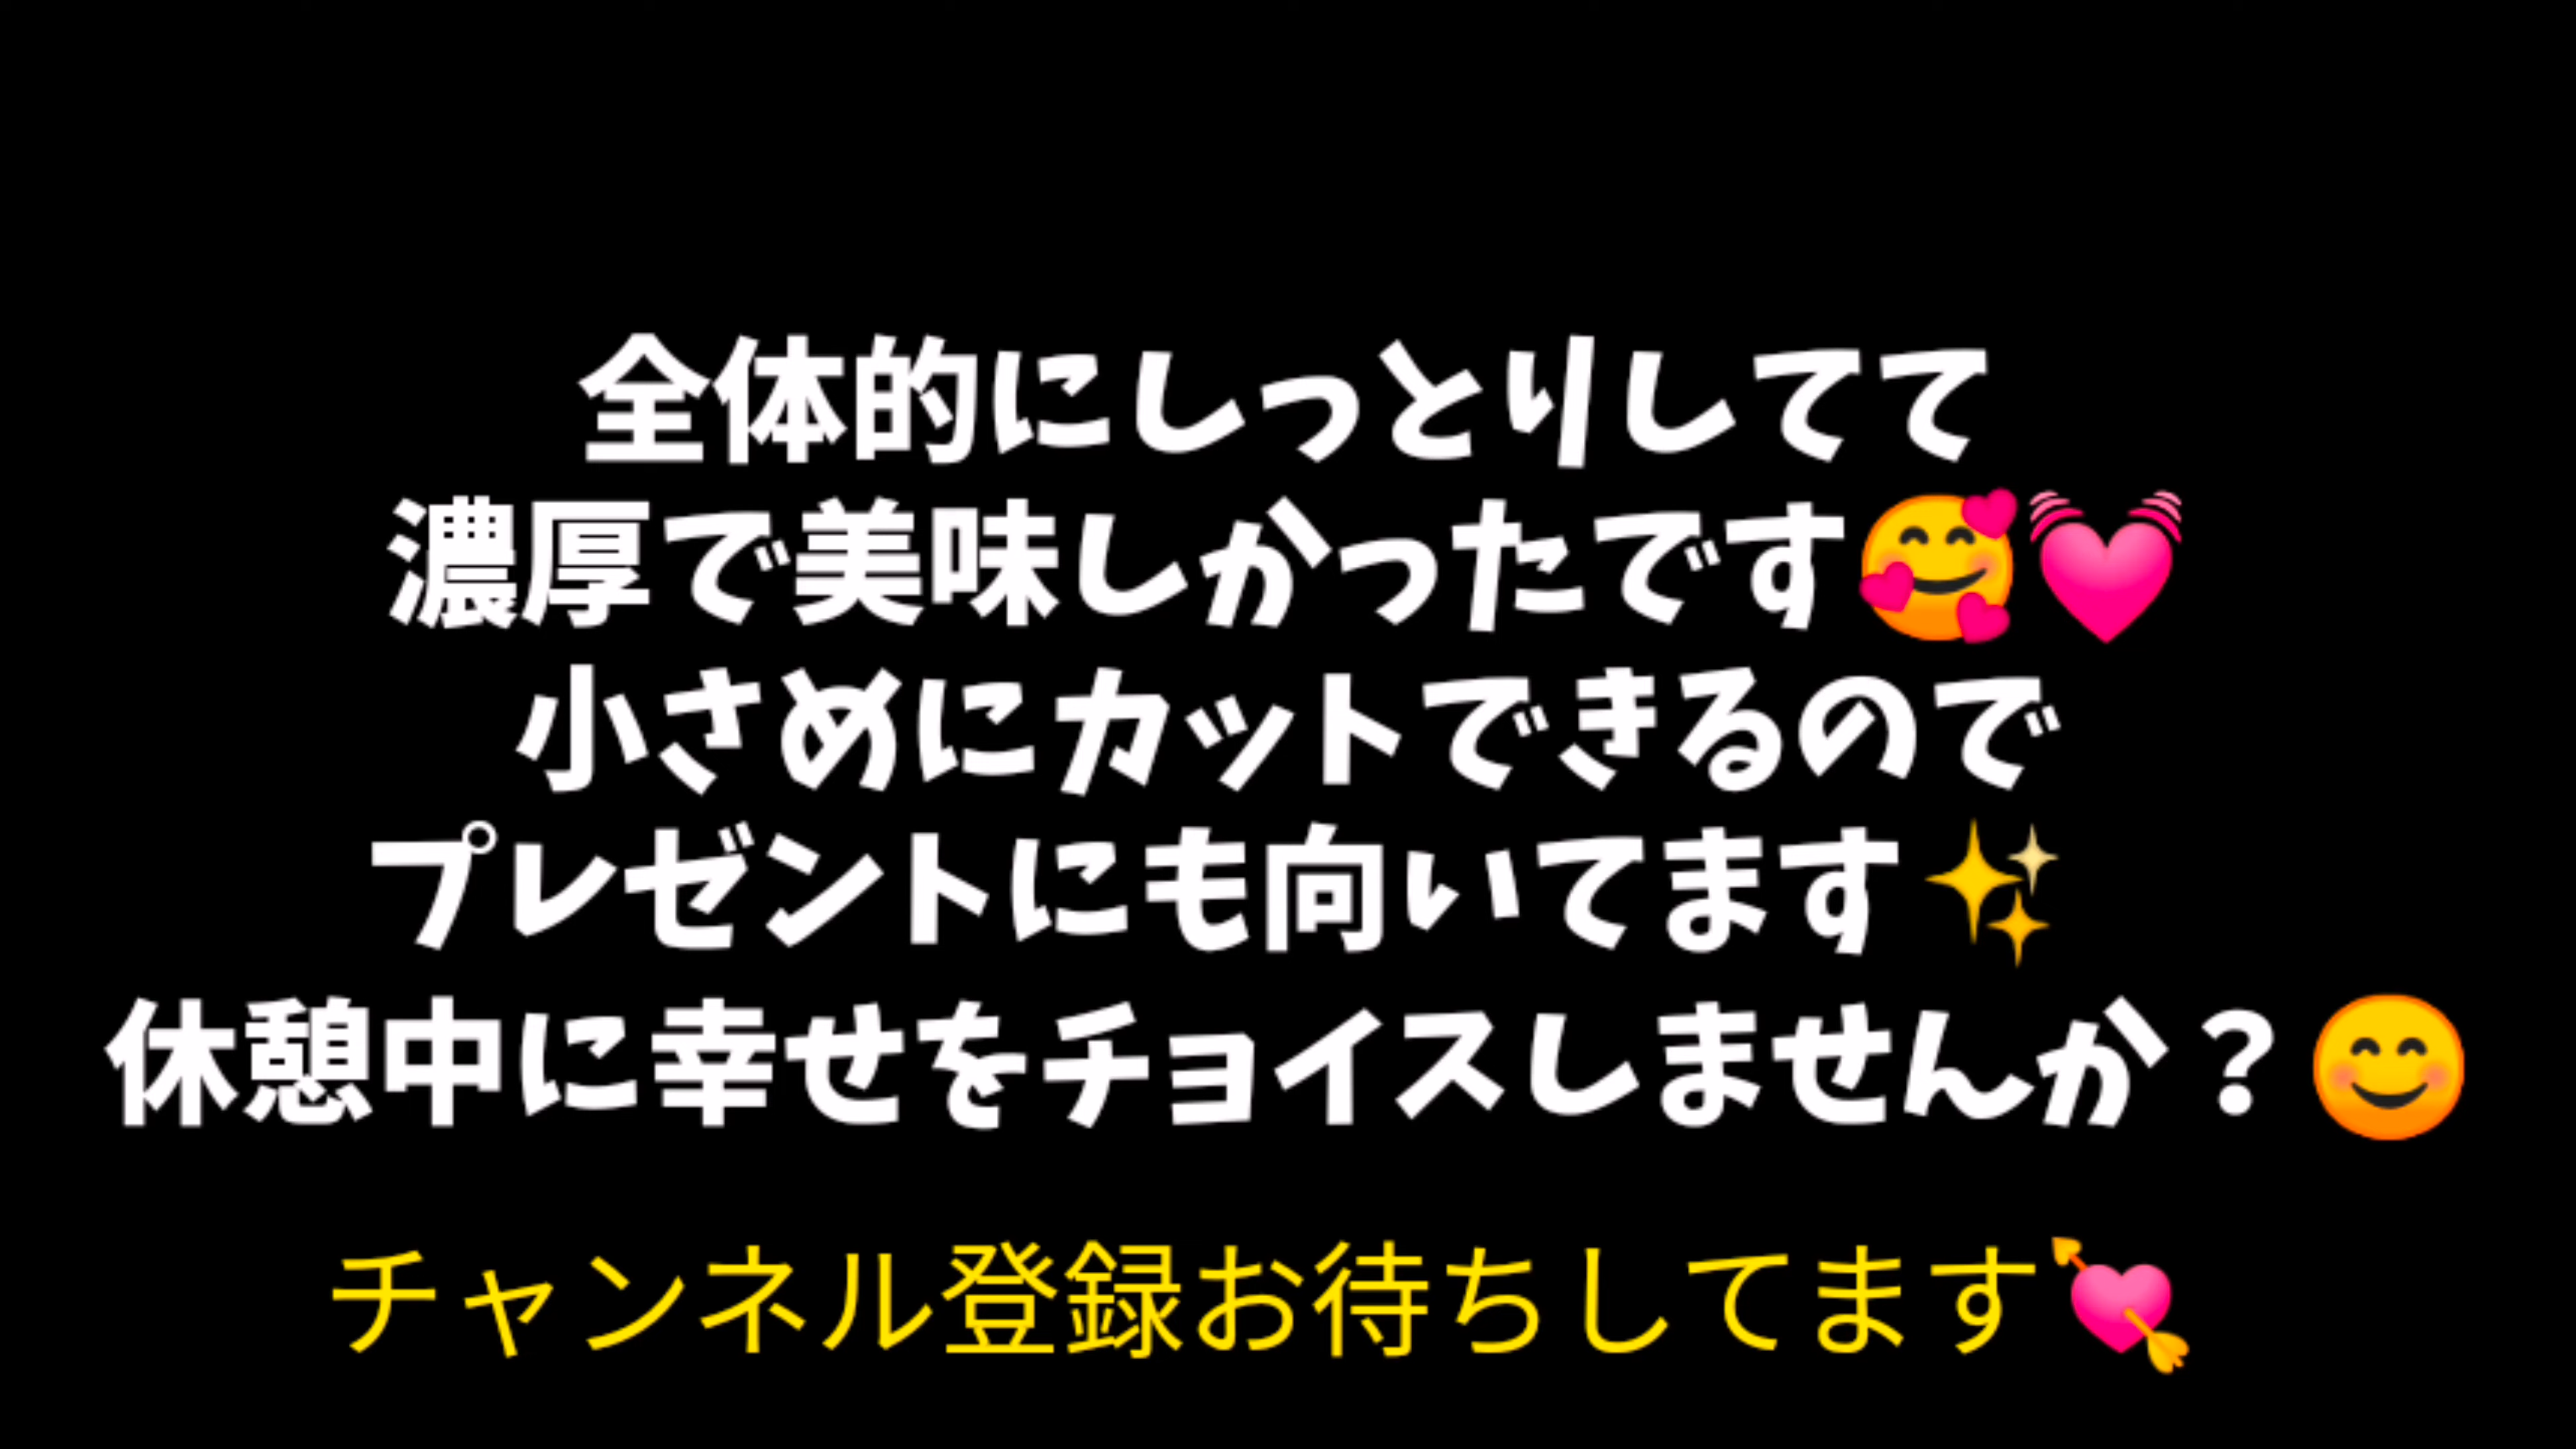 全体的にしっとりしてて
濃厚で美味しかったです🥰💓
小さめにカットできるので
プレゼントにも向いてます✨
休憩中に幸せをチョイスしませんか？😊
チャンネル登録お待ちしてます💘